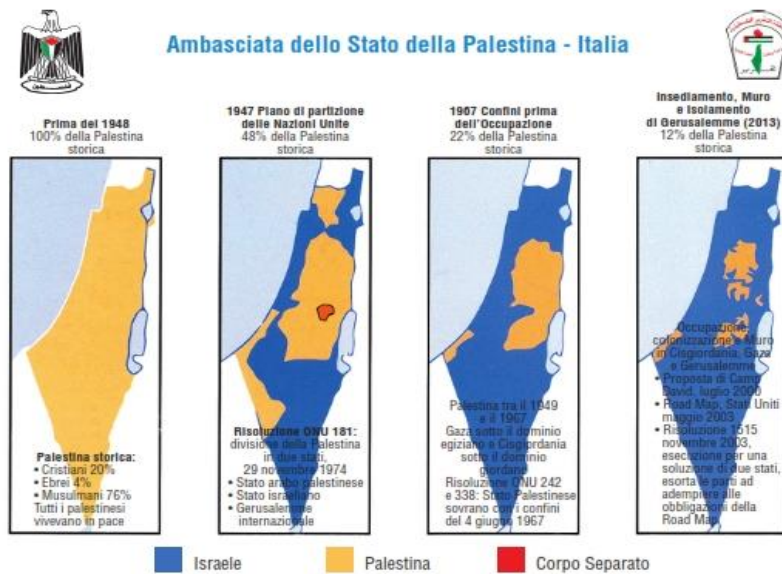 Ambasciata dello Stato della Palestina - Italia
Prima del 1948
100% della Palestina
storica
Palestina storica:
• Cristiani 20%
• Ebrei 4%
• Musulmani 76%
Tutti i palestinesi
vivevano in pace
1947 Piano di partizione
delle Nazioni Unite
48% della Palestina
storica
Risoluzione ONU 181:
divisione della Palestina
in due stati,
29 novembre 1974
• Stato arabo palestinese
• Stato israeliano
• Gerusalemme
internazionale
1967 Confini prima
dell'Occupazione
22% della Palestina
storica
Palestina tra il 1949
e il 1967
Gaza sotto il dominio
egiziano e Cisgiordania
sotto il dominio
giordano
Risoluzione ONU 242
e 338: Stato Palestinese
sovrano con i confini
del 4 giugno 1967
Insediamento, Muro
e Isolamento
di Gerusalemme (2013)
12% della Palestina
storica
Occupazione,
colonizzazione e Muro
in Cisgiordania, Gaza
e Gerusalemme
• Proposta di Camp
David, luglio 2000
• Road Map, Stati Uniti
maggio 2003
• Risoluzione 1515
novembre 2003,
esecuzione per una
soluzione di due stati,
esorta le parti ad
adempiere alle
obbligazioni della
Road Map
Israele
Palestina
Corpo Separato